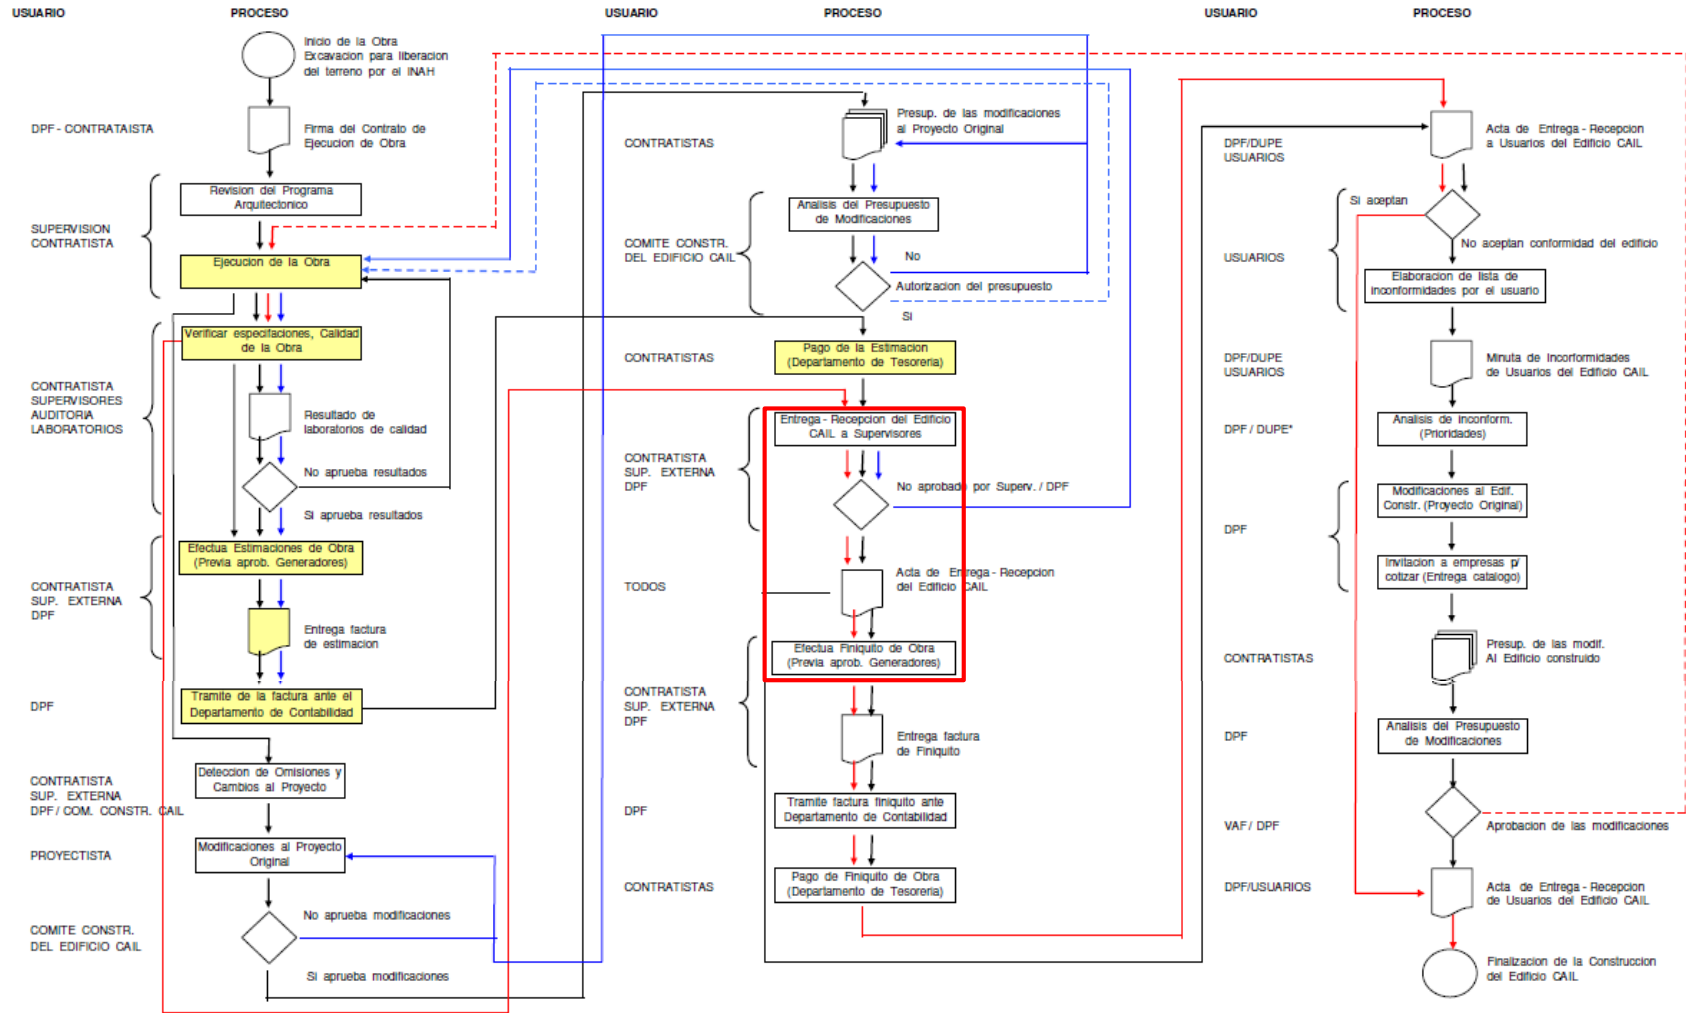 USUARIO
PROCESO
Inicio de la Obra
Excavacion para liberacion
del terreno por el INAH
DPF - CONTRATAISTA
Firma del Contrato de
Ejecucion de Obra
Revision del Programa
Arquitectonico
SUPERVISION
CONTRATISTA
Ejecucion de la Obra
Verificar especifaciones, Calidad
de la Obra
CONTRATISTA
SUPERVISORES
AUDITORIA
LABORATORIOS
Resultado de
laboratorios de calidad
No aprueba resultados
Si aprueba resultados
Efectua Estimaciones de Obra
(Previa aprob. Generadores)
CONTRATISTA
SUP. EXTERNA
DPF
Entrega factura
de estimacion
DPF
Tramite de la factura ante el
Departamento de Contabilidad
CONTRATISTA
SUP. EXTERNA
DPF / COM. CONSTR. CAIL
Deteccion de Omisiones y
Cambios al Proyecto
PROYECTISTA
Modificaciones al Proyecto
Original
No aprueba modificaciones
COMITE CONSTR.
DEL EDIFICIO CAIL
Si aprueba modificaciones
USUARIO
PROCESO
CONTRATISTAS
Presup. de las modificaciones
al Proyecto Original
Analisis del Presupuesto
de Modificaciones
COMITE CONSTR.
DEL EDIFICIO CAIL
No
Autorizacion del presupuesto
Si
CONTRATISTAS
Pago de la Estimacion
(Departamento de Tesoreria)
Entrega - Recepcion del Edificio
CAIL a Supervisores
CONTRATISTA
SUP. EXTERNA
DPF
No aprobado por Superv. / DPF
TODOS
Acta de Entrega - Recepcion
del Edificio CAIL
Efectua Finiquito de Obra
(Previa aprob. Generadores)
CONTRATISTA
SUP. EXTERNA
DPF
Entrega factura
de Finiquito
DPF
Tramite factura finiquito ante
Departamento de Contabilidad
CONTRATISTAS
Pago de Finiquito de Obra
(Departamento de Tesoreria)
USUARIO
PROCESO
DPF/DUPE
USUARIOS
Acta de Entrega - Recepcion
a Usuarios del Edificio CAIL
Si aceptan
No aceptan conformidad del edificio
USUARIOS
Elaboracion de lista de
inconformidades por el usuario
DPF/DUPE
USUARIOS
Minuta de Incorformidades
de Usuarios del Edificio CAIL
DPF / DUPE*
Analisis de inconform.
(Prioridades)
Modificaciones al Edif.
Constr. (Proyecto Original)
DPF
Invitacion a empresas p/
cotizar (Entrega catalogo)
CONTRATISTAS
Presup. de las modif.
Al Edificio construido
DPF
Analisis del Presupuesto
de Modificaciones
VAF / DPF
Aprobacion de las modificaciones
DPF/USUARIOS
Acta de Entrega - Recepcion
de Usuarios del Edificio CAIL
Finalizacion de la Construccion
del Edificio CAIL